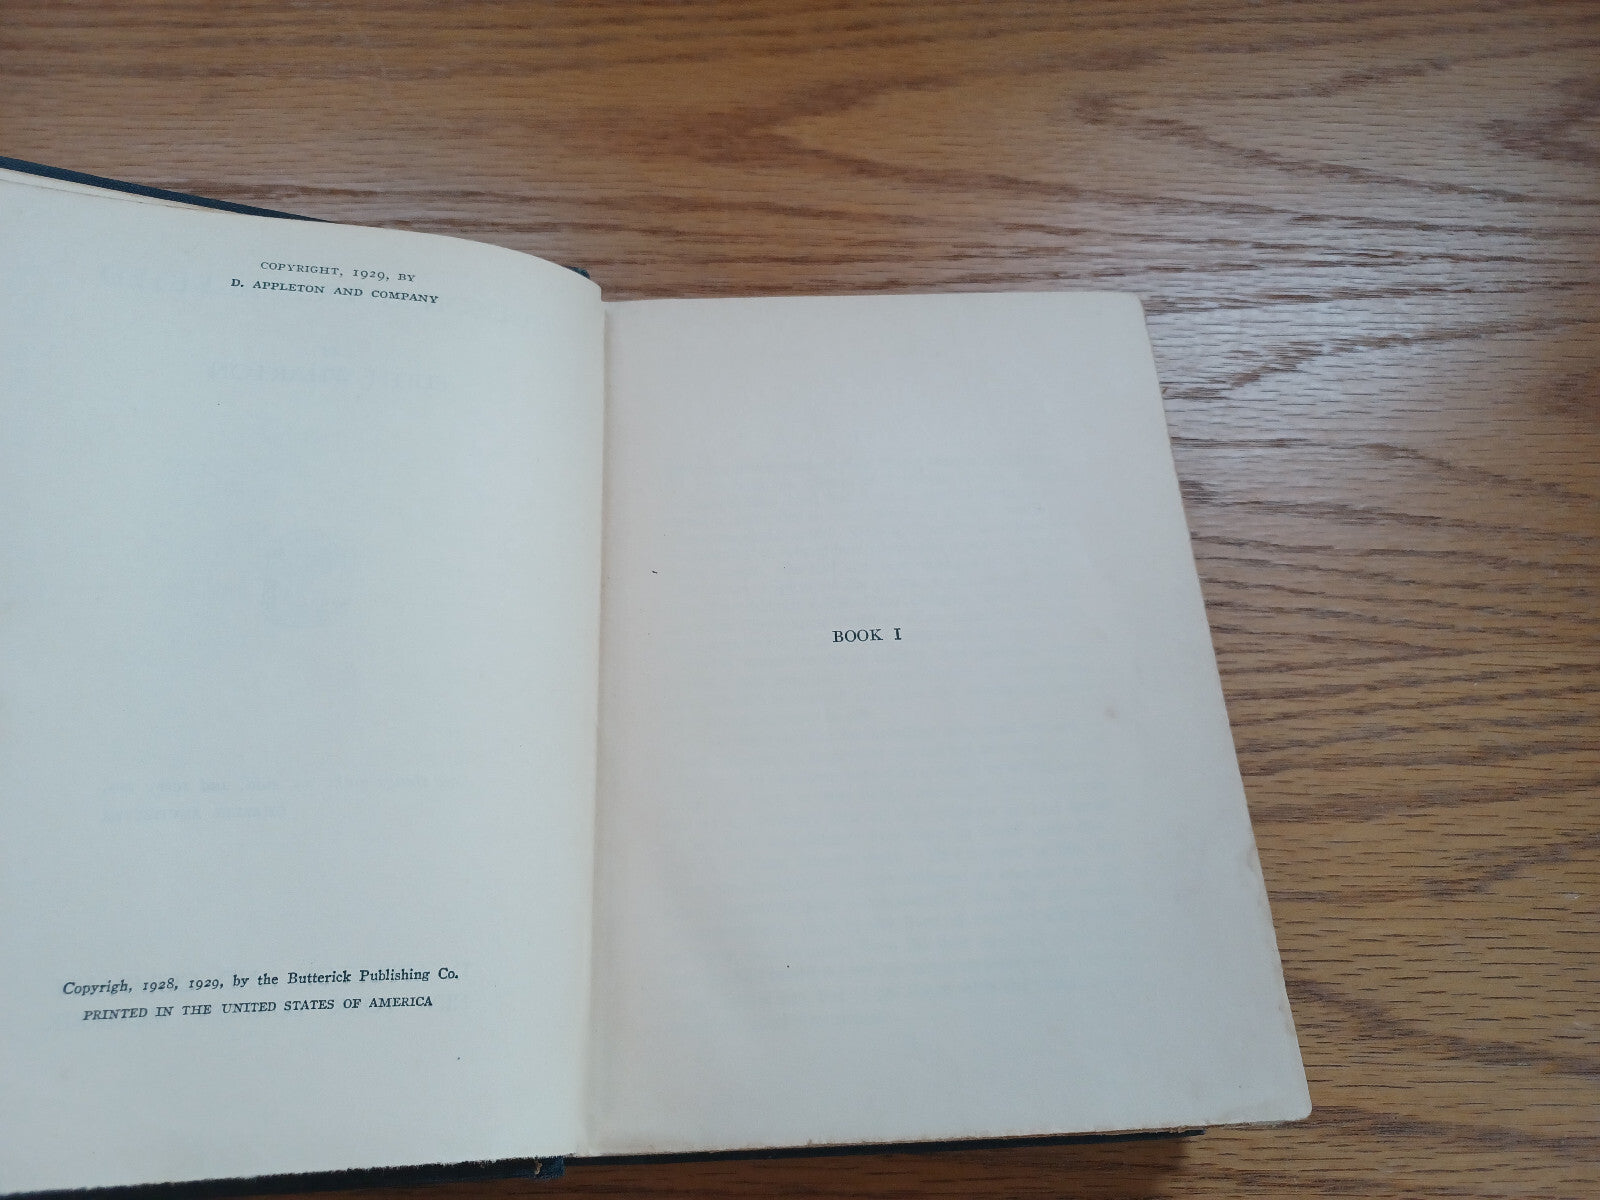 COPYRIGHT, 1929, BY
D. APPLETON AND COMPANY
Copyrigh, 1928, 1929, by the Butterick Publishing Co.
PRINTED IN THE UNITED STATES OF AMERICA
BOOK I